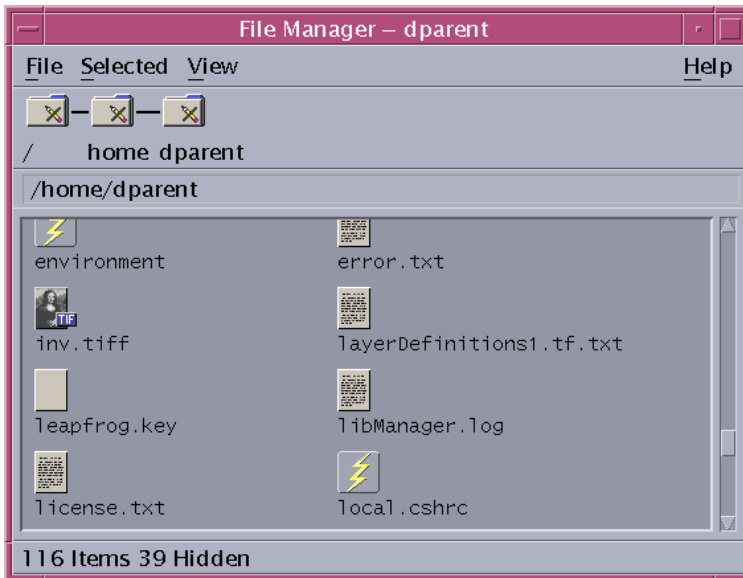 File Manager – dparent
File Selected View Help
/ home dparent
/home/dparent
environment error.txt
TIF
inv.tiff layerDefinitions1.tf.txt
leapfrog.key libManager.log
license.txt local.cshrc
116 Items 39 Hidden